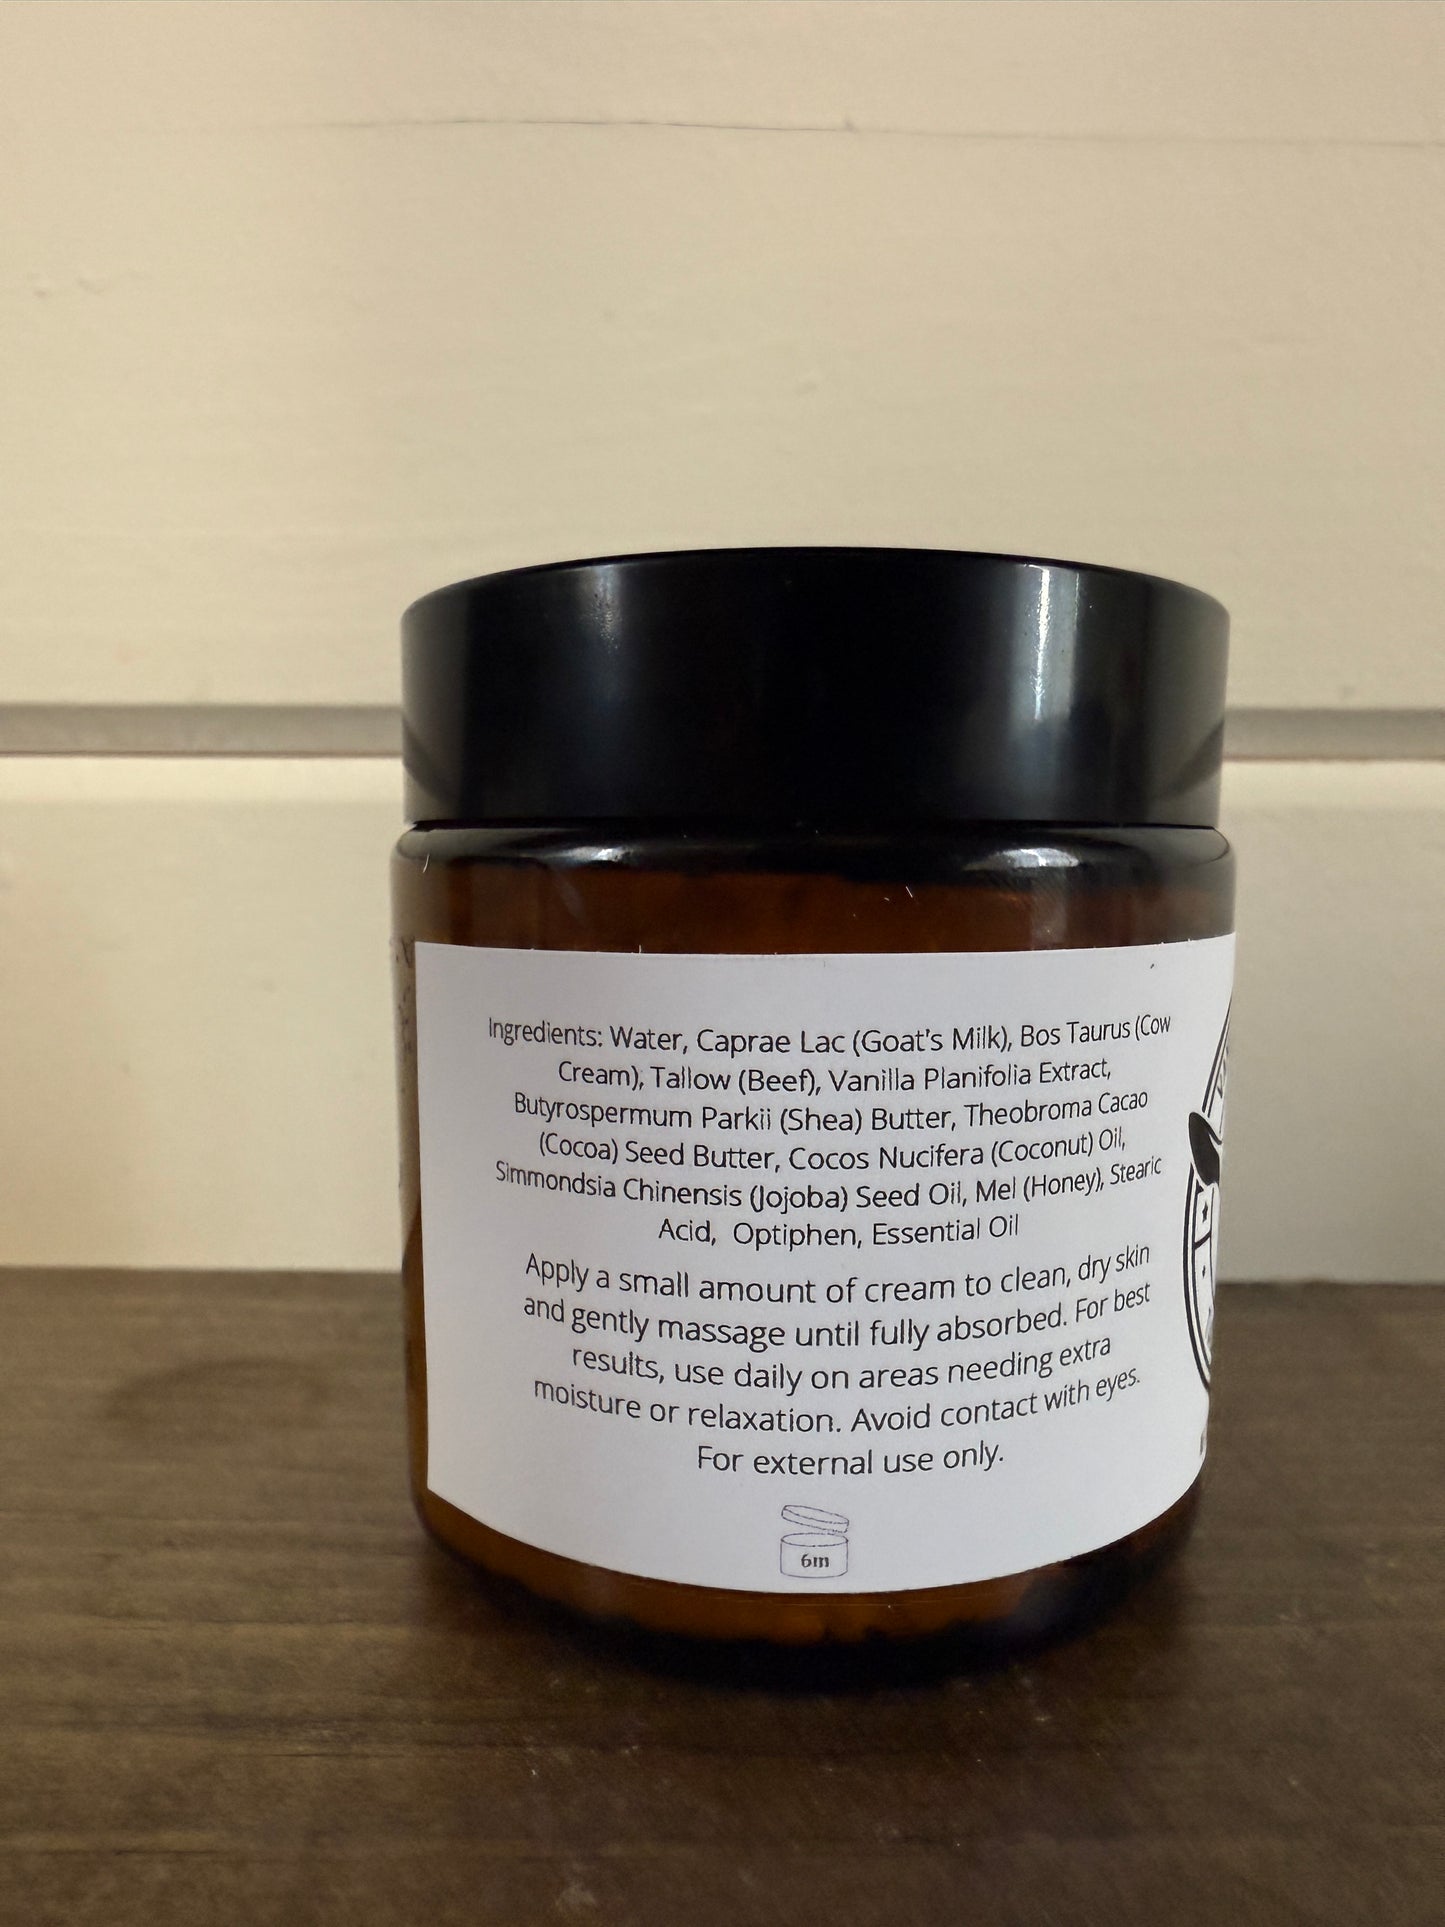 Ingredients: Water, Caprae Lac (Goat's Milk), Bos Taurus (Cow
Cream), Tallow (Beef), Vanilla Planifolia Extract,
Butyrospermum Parkii (Shea) Butter, Theobroma Cacao
(Cocoa) Seed Butter, Cocos Nucifera (Coconut) Oil,
Simmondsia Chinensis (Jojoba) Seed Oil, Mel (Honey), Stearic
Acid,  Optiphen, Essential Oil
Apply a small amount of cream to clean, dry skin
and gently massage until fully absorbed. For best
results, use daily on areas needing extra
moisture or relaxation. Avoid contact with eyes.
For external use only.
6m